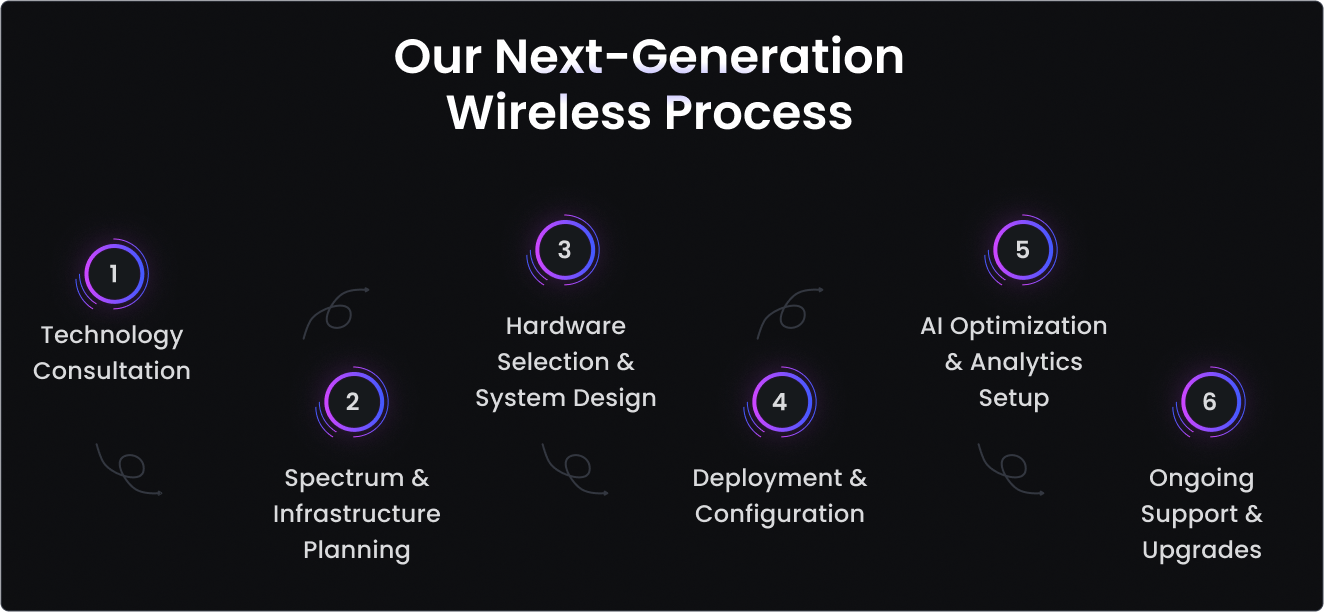 Our Next-Generation
Wireless Process
1
Technology
Consultation
2
Spectrum &
Infrastructure
Planning
3
Hardware
Selection &
System Design
4
Deployment &
Configuration
5
AI Optimization
& Analytics
Setup
6
Ongoing
Support &
Upgrades